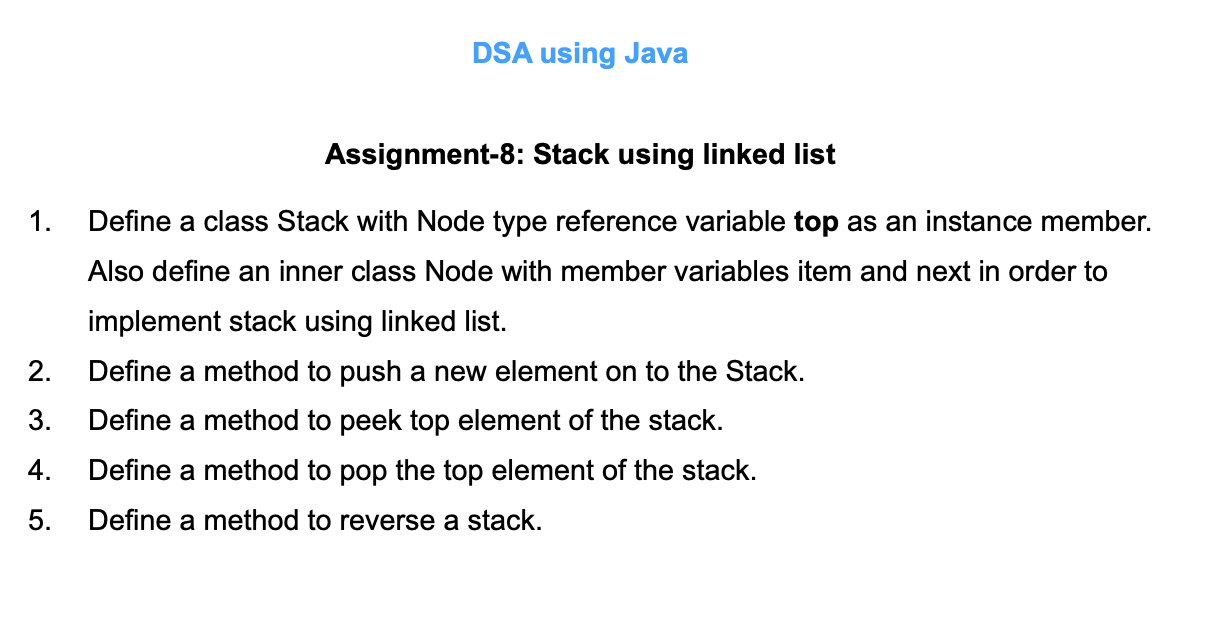 DSA using Java
Assignment-8: Stack using linked list
1. Define a class Stack with Node type reference variable top as an instance member.
Also define an inner class Node with member variables item and next in order to
implement stack using linked list.
2. Define a method to push a new element on to the Stack.
3. Define a method to peek top element of the stack.
4. Define a method to pop the top element of the stack.
5. Define a method to reverse a stack.